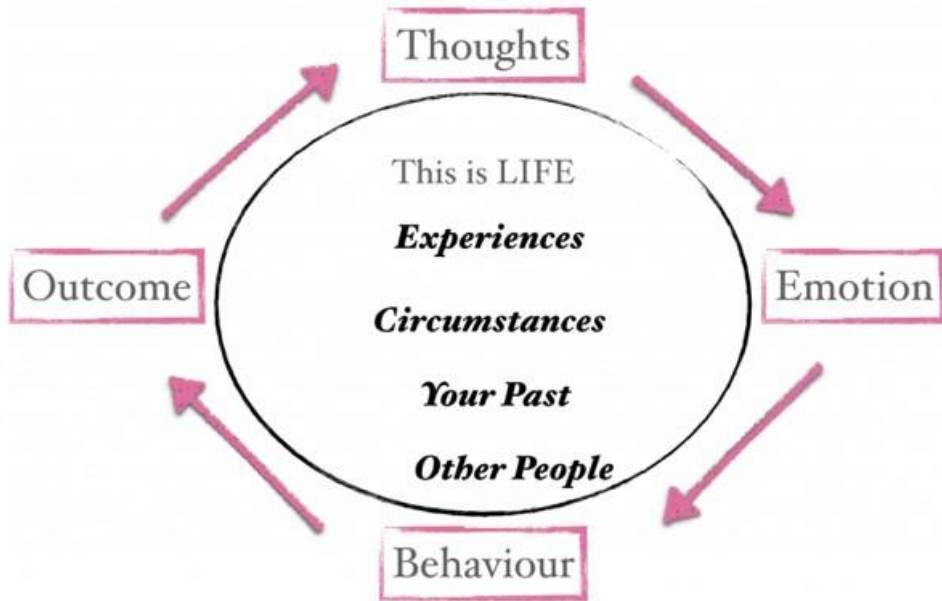 Thoughts
This is LIFE
Experiences
Outcome
Emotion
Circumstances
Your Past
Other People
Behaviour